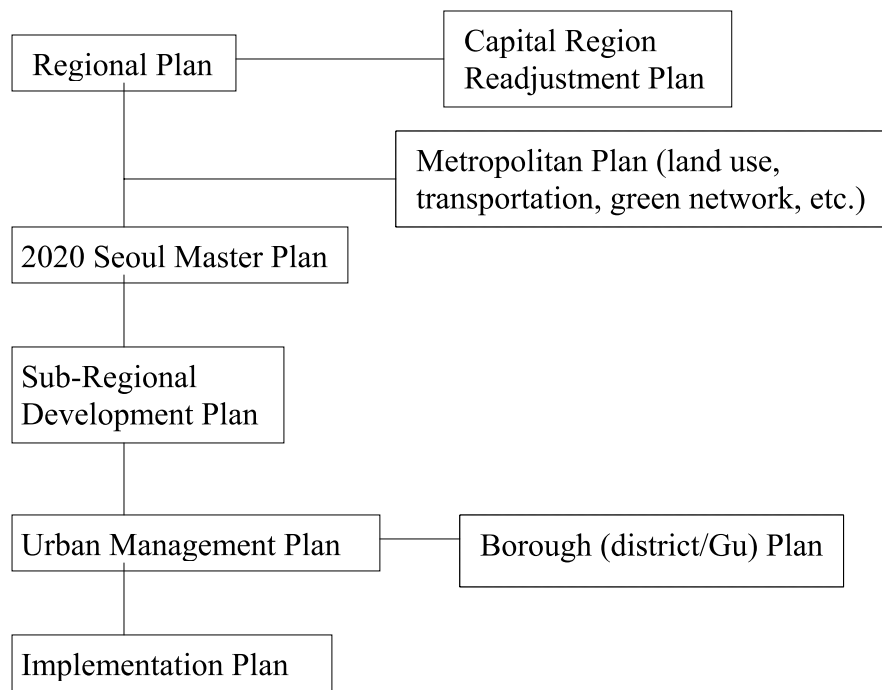 Regional Plan
Capital Region
Readjustment Plan
Metropolitan Plan (land use,
transportation, green network, etc.)
2020 Seoul Master Plan
Sub-Regional
Development Plan
Urban Management Plan
Borough (district/Gu) Plan
Implementation Plan